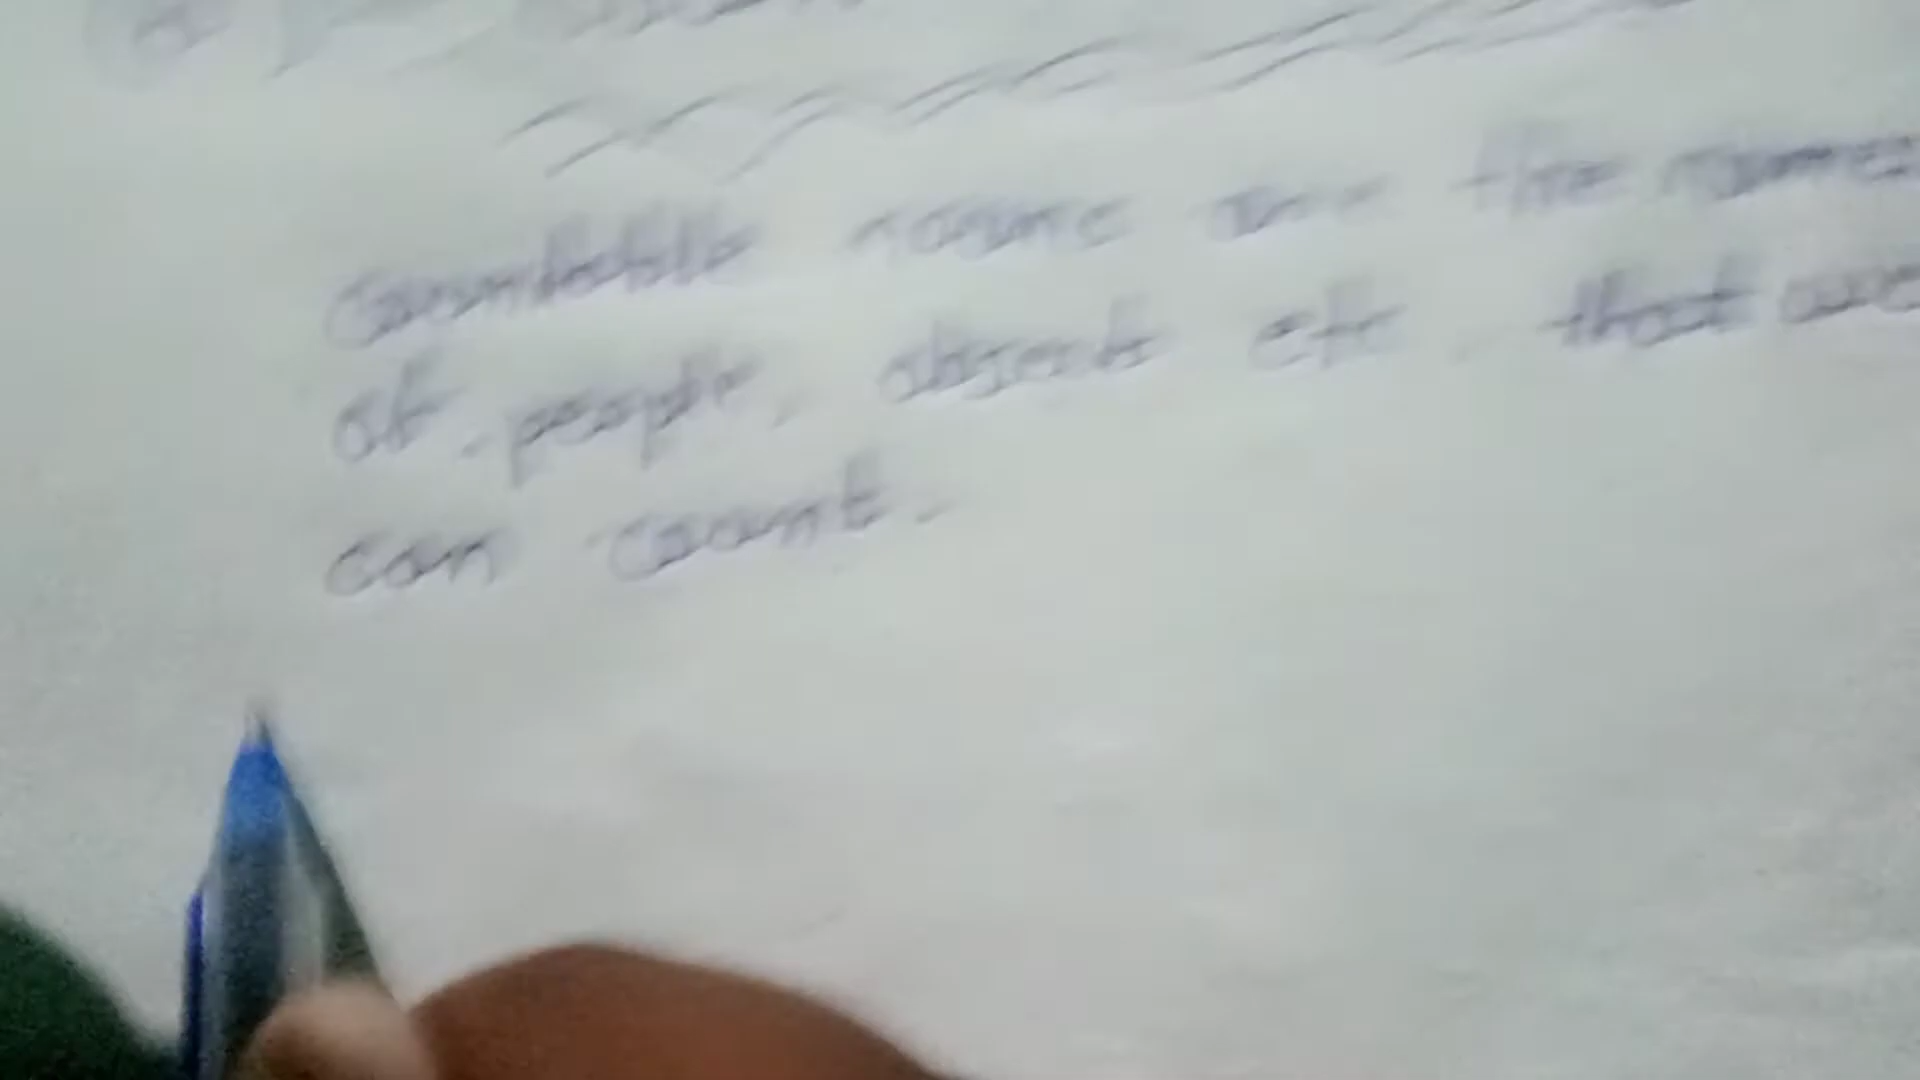 countable nouns are the names
of people, objects etc. that we
can count.